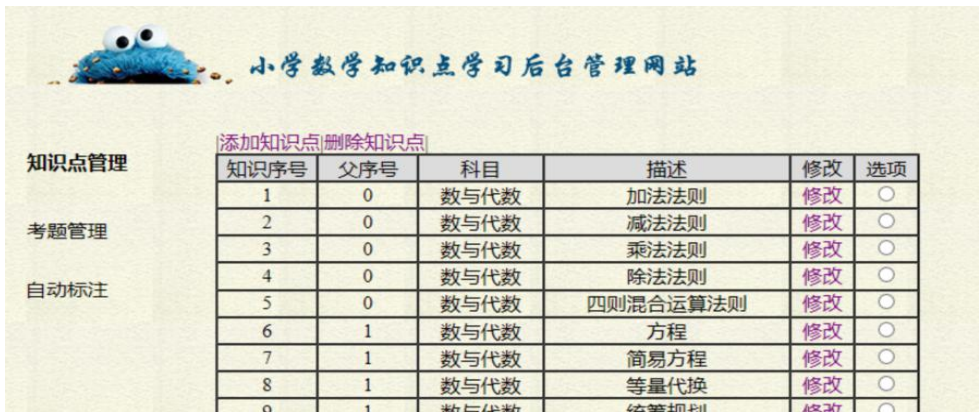 小学数学知识点学习后台管理网站
添加知识点|删除知识点|
知识点管理
考题管理
自动标注
知识序号 父序号 科目 描述 修改 选项
1 0 数与代数 加法法则 修改
2 0 数与代数 减法法则 修改
3 0 数与代数 乘法法则 修改
4 0 数与代数 除法法则 修改
5 0 数与代数 四则混合运算法则 修改
6 1 数与代数 方程 修改
7 1 数与代数 简易方程 修改
8 1 数与代数 等量代换 修改
9 1 数与代数 统筹规划 修改